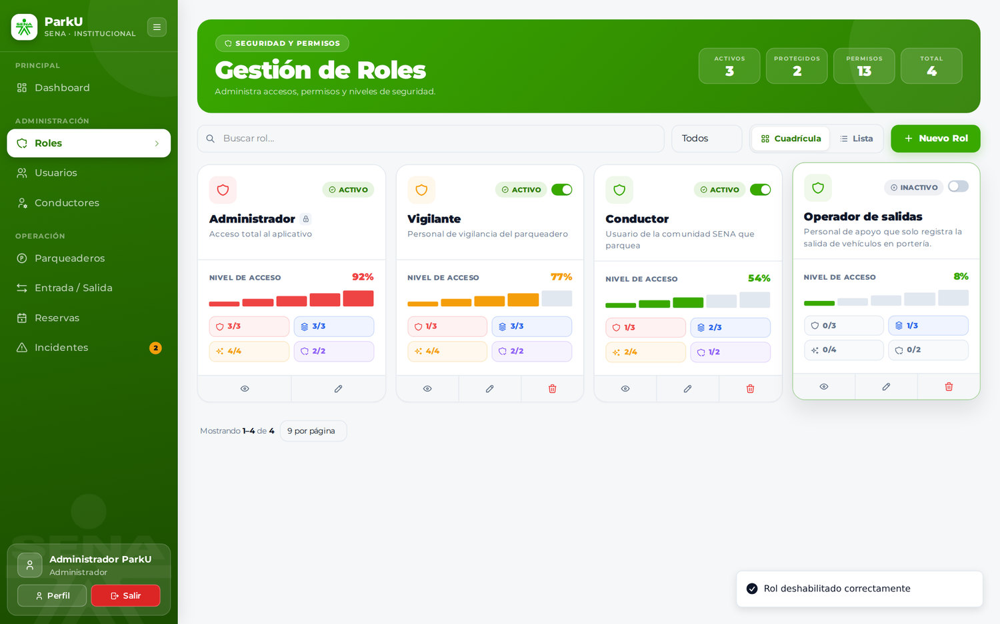 SENA
ParkU
SENA · INSTITUCIONAL
PRINCIPAL
Dashboard
ADMINISTRACIÓN
Roles
Usuarios
Conductores
OPERACIÓN
Parqueaderos
Entrada / Salida
Reservas
Incidentes
2
SENA
Administrador ParkU
Administrador
Perfil
Salir
SEGURIDAD Y PERMISOS
Gestión de Roles
Administra accesos, permisos y niveles de seguridad.
ACTIVOS
3
PROTEGIDOS
2
PERMISOS
13
TOTAL
4
Buscar rol...
Todos
Cuadrícula
Lista
Nuevo Rol
ACTIVO
Administrador
Acceso total al aplicativo
NIVEL DE ACCESO
92%
3/3
3/3
4/4
2/2
ACTIVO
Vigilante
Personal de vigilancia del parqueadero
NIVEL DE ACCESO
77%
1/3
3/3
4/4
2/2
ACTIVO
Conductor
Usuario de la comunidad SENA que
parquea
NIVEL DE ACCESO
54%
1/3
2/3
2/4
1/2
INACTIVO
Operador de salidas
Personal de apoyo que solo registra la
salida de vehículos en portería.
NIVEL DE ACCESO
8%
0/3
1/3
0/4
0/2
Mostrando 1–4 de 4
9 por página
Rol deshabilitado correctamente